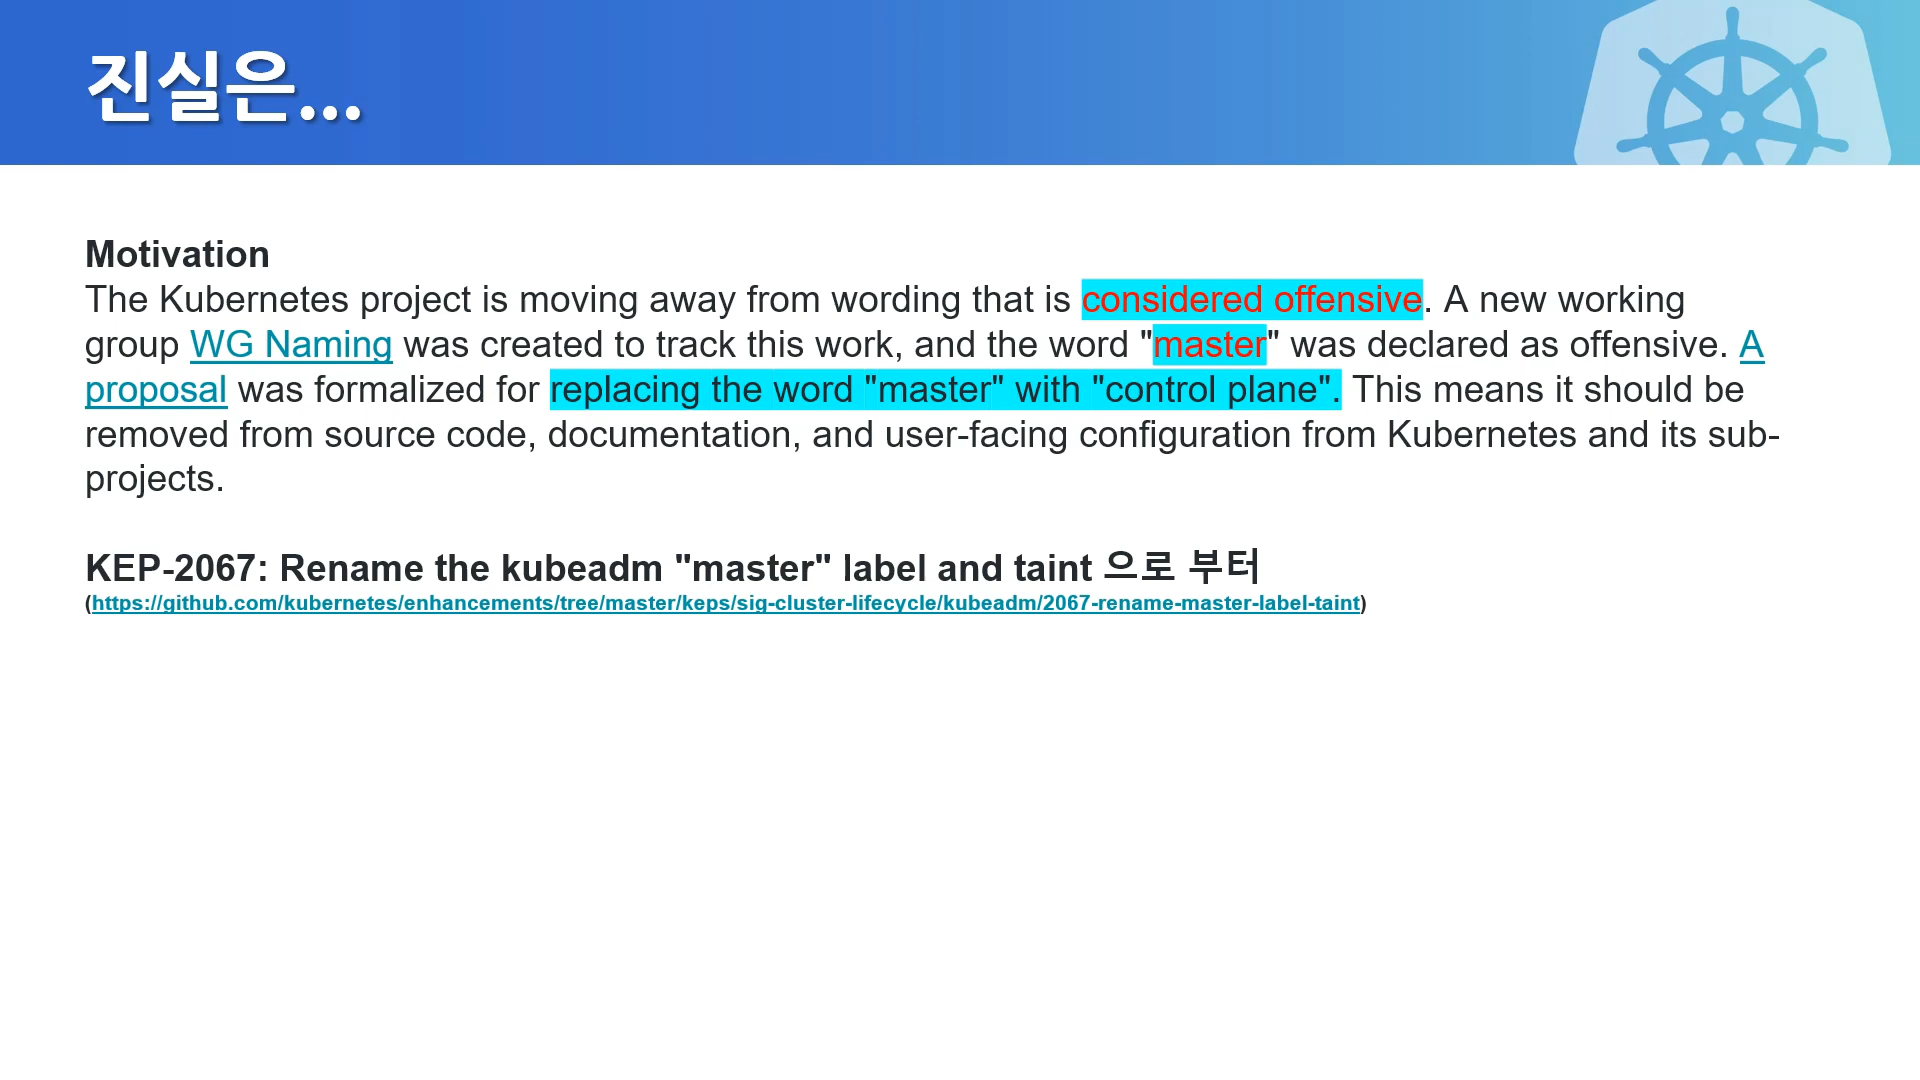 진실은...
Motivation
The Kubernetes project is moving away from wording that is considered offensive. A new working
group WG Naming was created to track this work, and the word "master" was declared as offensive. A
proposal was formalized for replacing the word "master" with "control plane". This means it should be
removed from source code, documentation, and user-facing configuration from Kubernetes and its sub-
projects.
KEP-2067: Rename the kubeadm "master" label and taint 으로 부터
(https://github.com/kubernetes/enhancements/tree/master/keps/sig-cluster-lifecycle/kubeadm/2067-rename-master-label-taint)